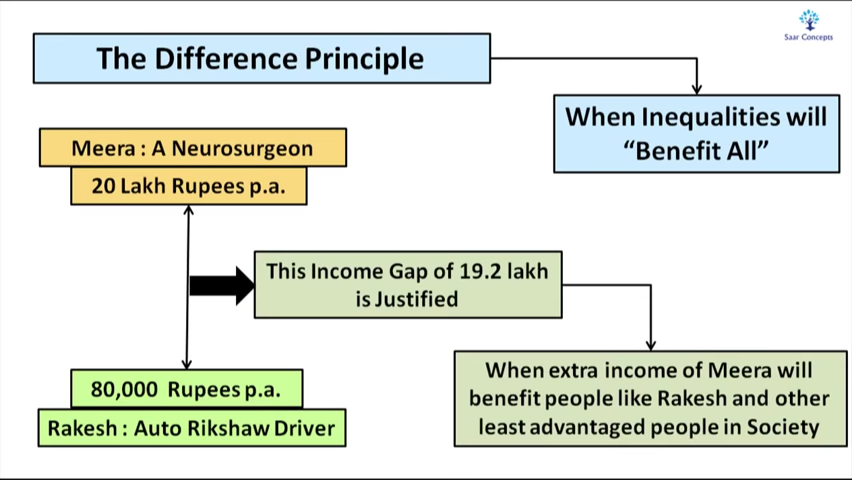 Saar Concepts
The Difference Principle
When Inequalities will
“Benefit All”
Meera : A Neurosurgeon
20 Lakh Rupees p.a.
This Income Gap of 19.2 lakh
is Justified
When extra income of Meera will
benefit people like Rakesh and other
least advantaged people in Society
80,000 Rupees p.a.
Rakesh : Auto Rikshaw Driver